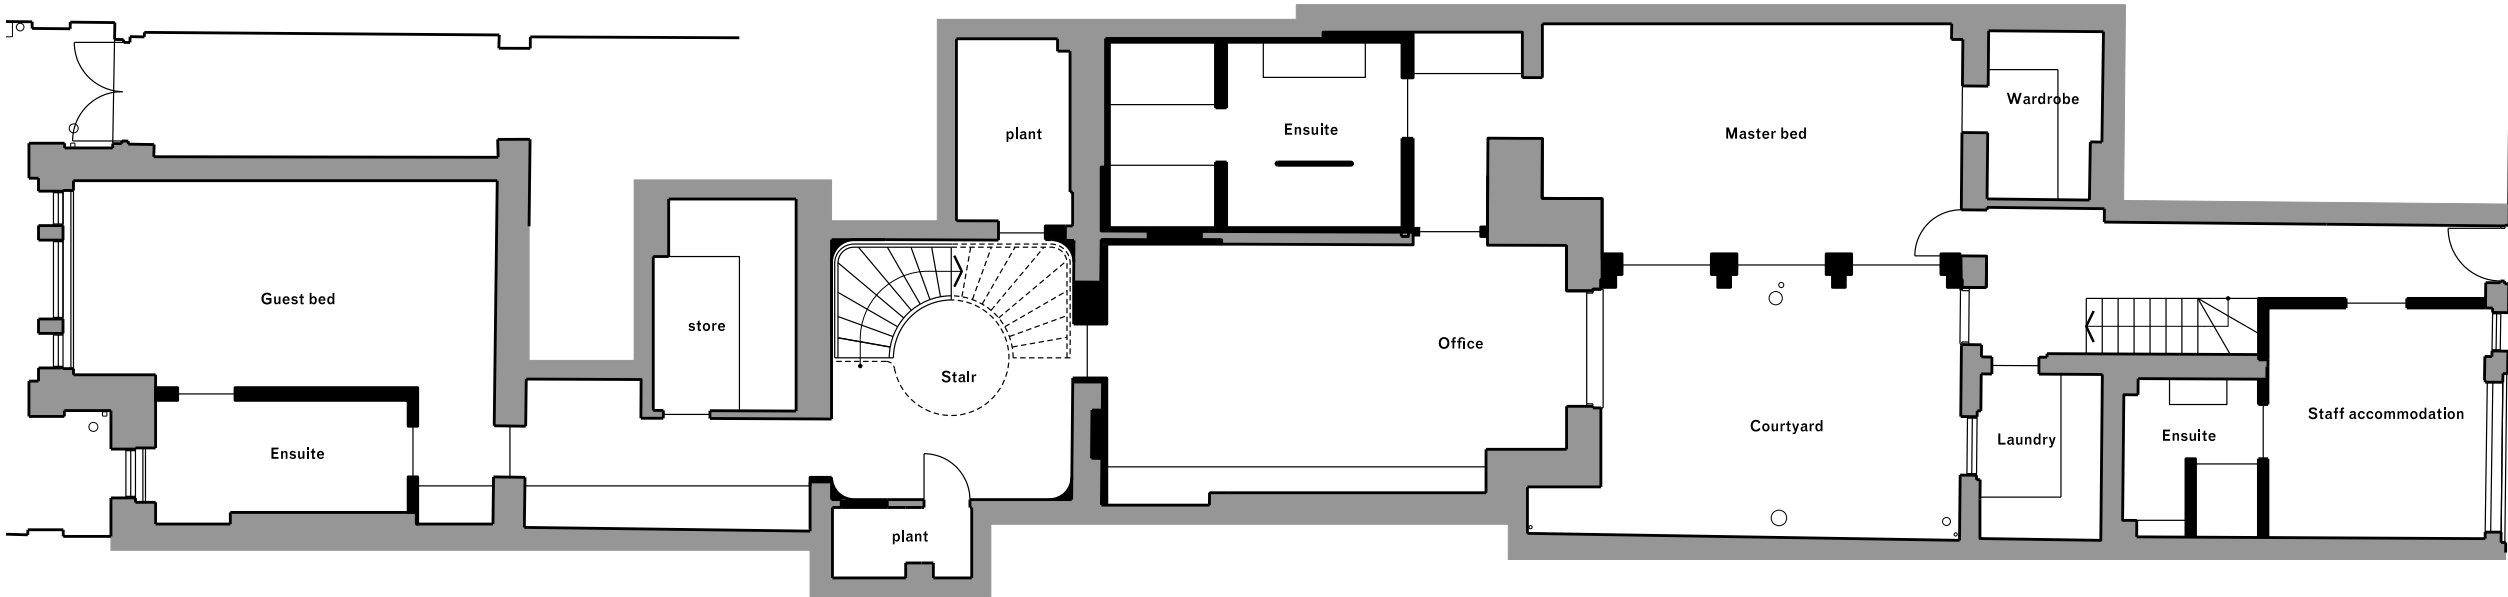 Wardrobe
plant
Ensuite
Master bed
Guest bed
store
Office
Stalr
Staff accommodation
Courtyard
Laundry
Ensuite
Ensuite
plant